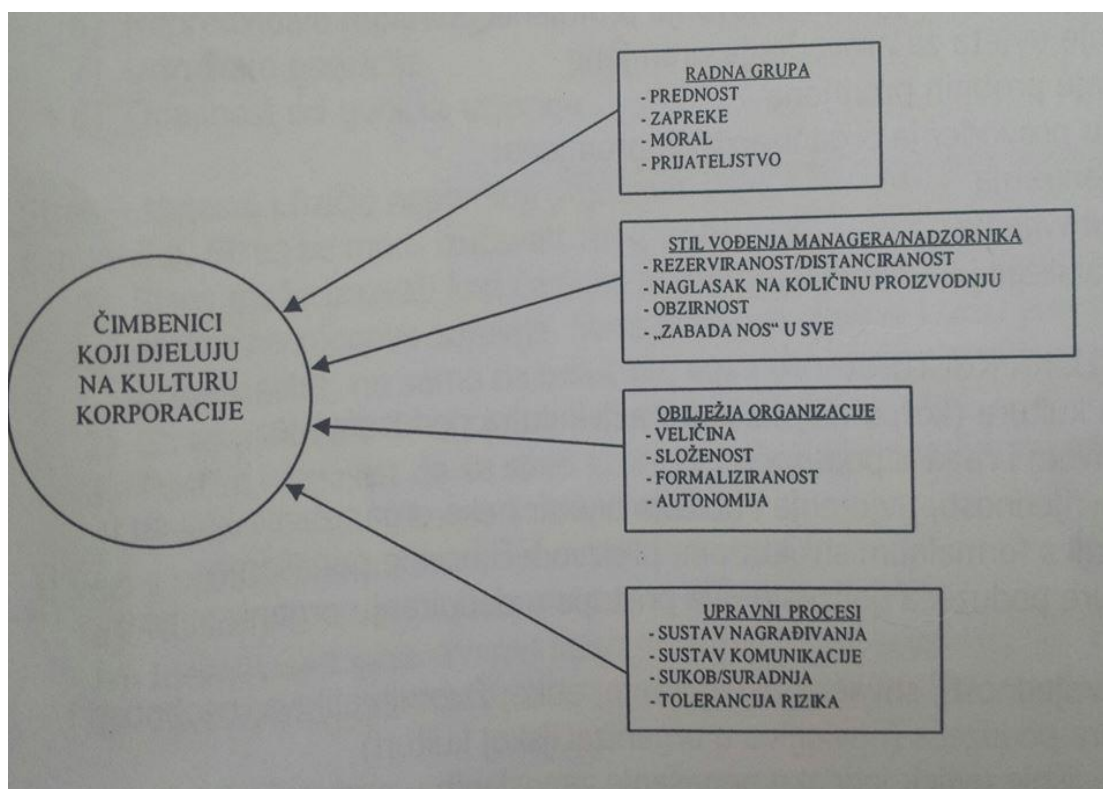 ČIMBENICI
KOJI DJELUJU
NA KULTURU
KORPORACIJE
RADNA GRUPA
- PREDNOST
- ZAPREKE
- MORAL
- PRIJATELJSTVO
STIL VOĐENJA MANAGERA/NADZORNIKA
- REZERVIRANOST/DISTANCIRANOST
- NAGLASAK NA KOLIČINU PROIZVODNJU
- OBZIRNOST
- „ZABADA NOS“ U SVE
OBILJEŽJA ORGANIZACIJE
- VELIČINA
- SLOŽENOST
- FORMALIZIRANOST
- AUTONOMIJA
UPRAVNI PROCESI
- SUSTAV NAGRAĐIVANJA
- SUSTAV KOMUNIKACIJE
- SUKOB/SURADNJA
- TOLERANCIJA RIZIKA